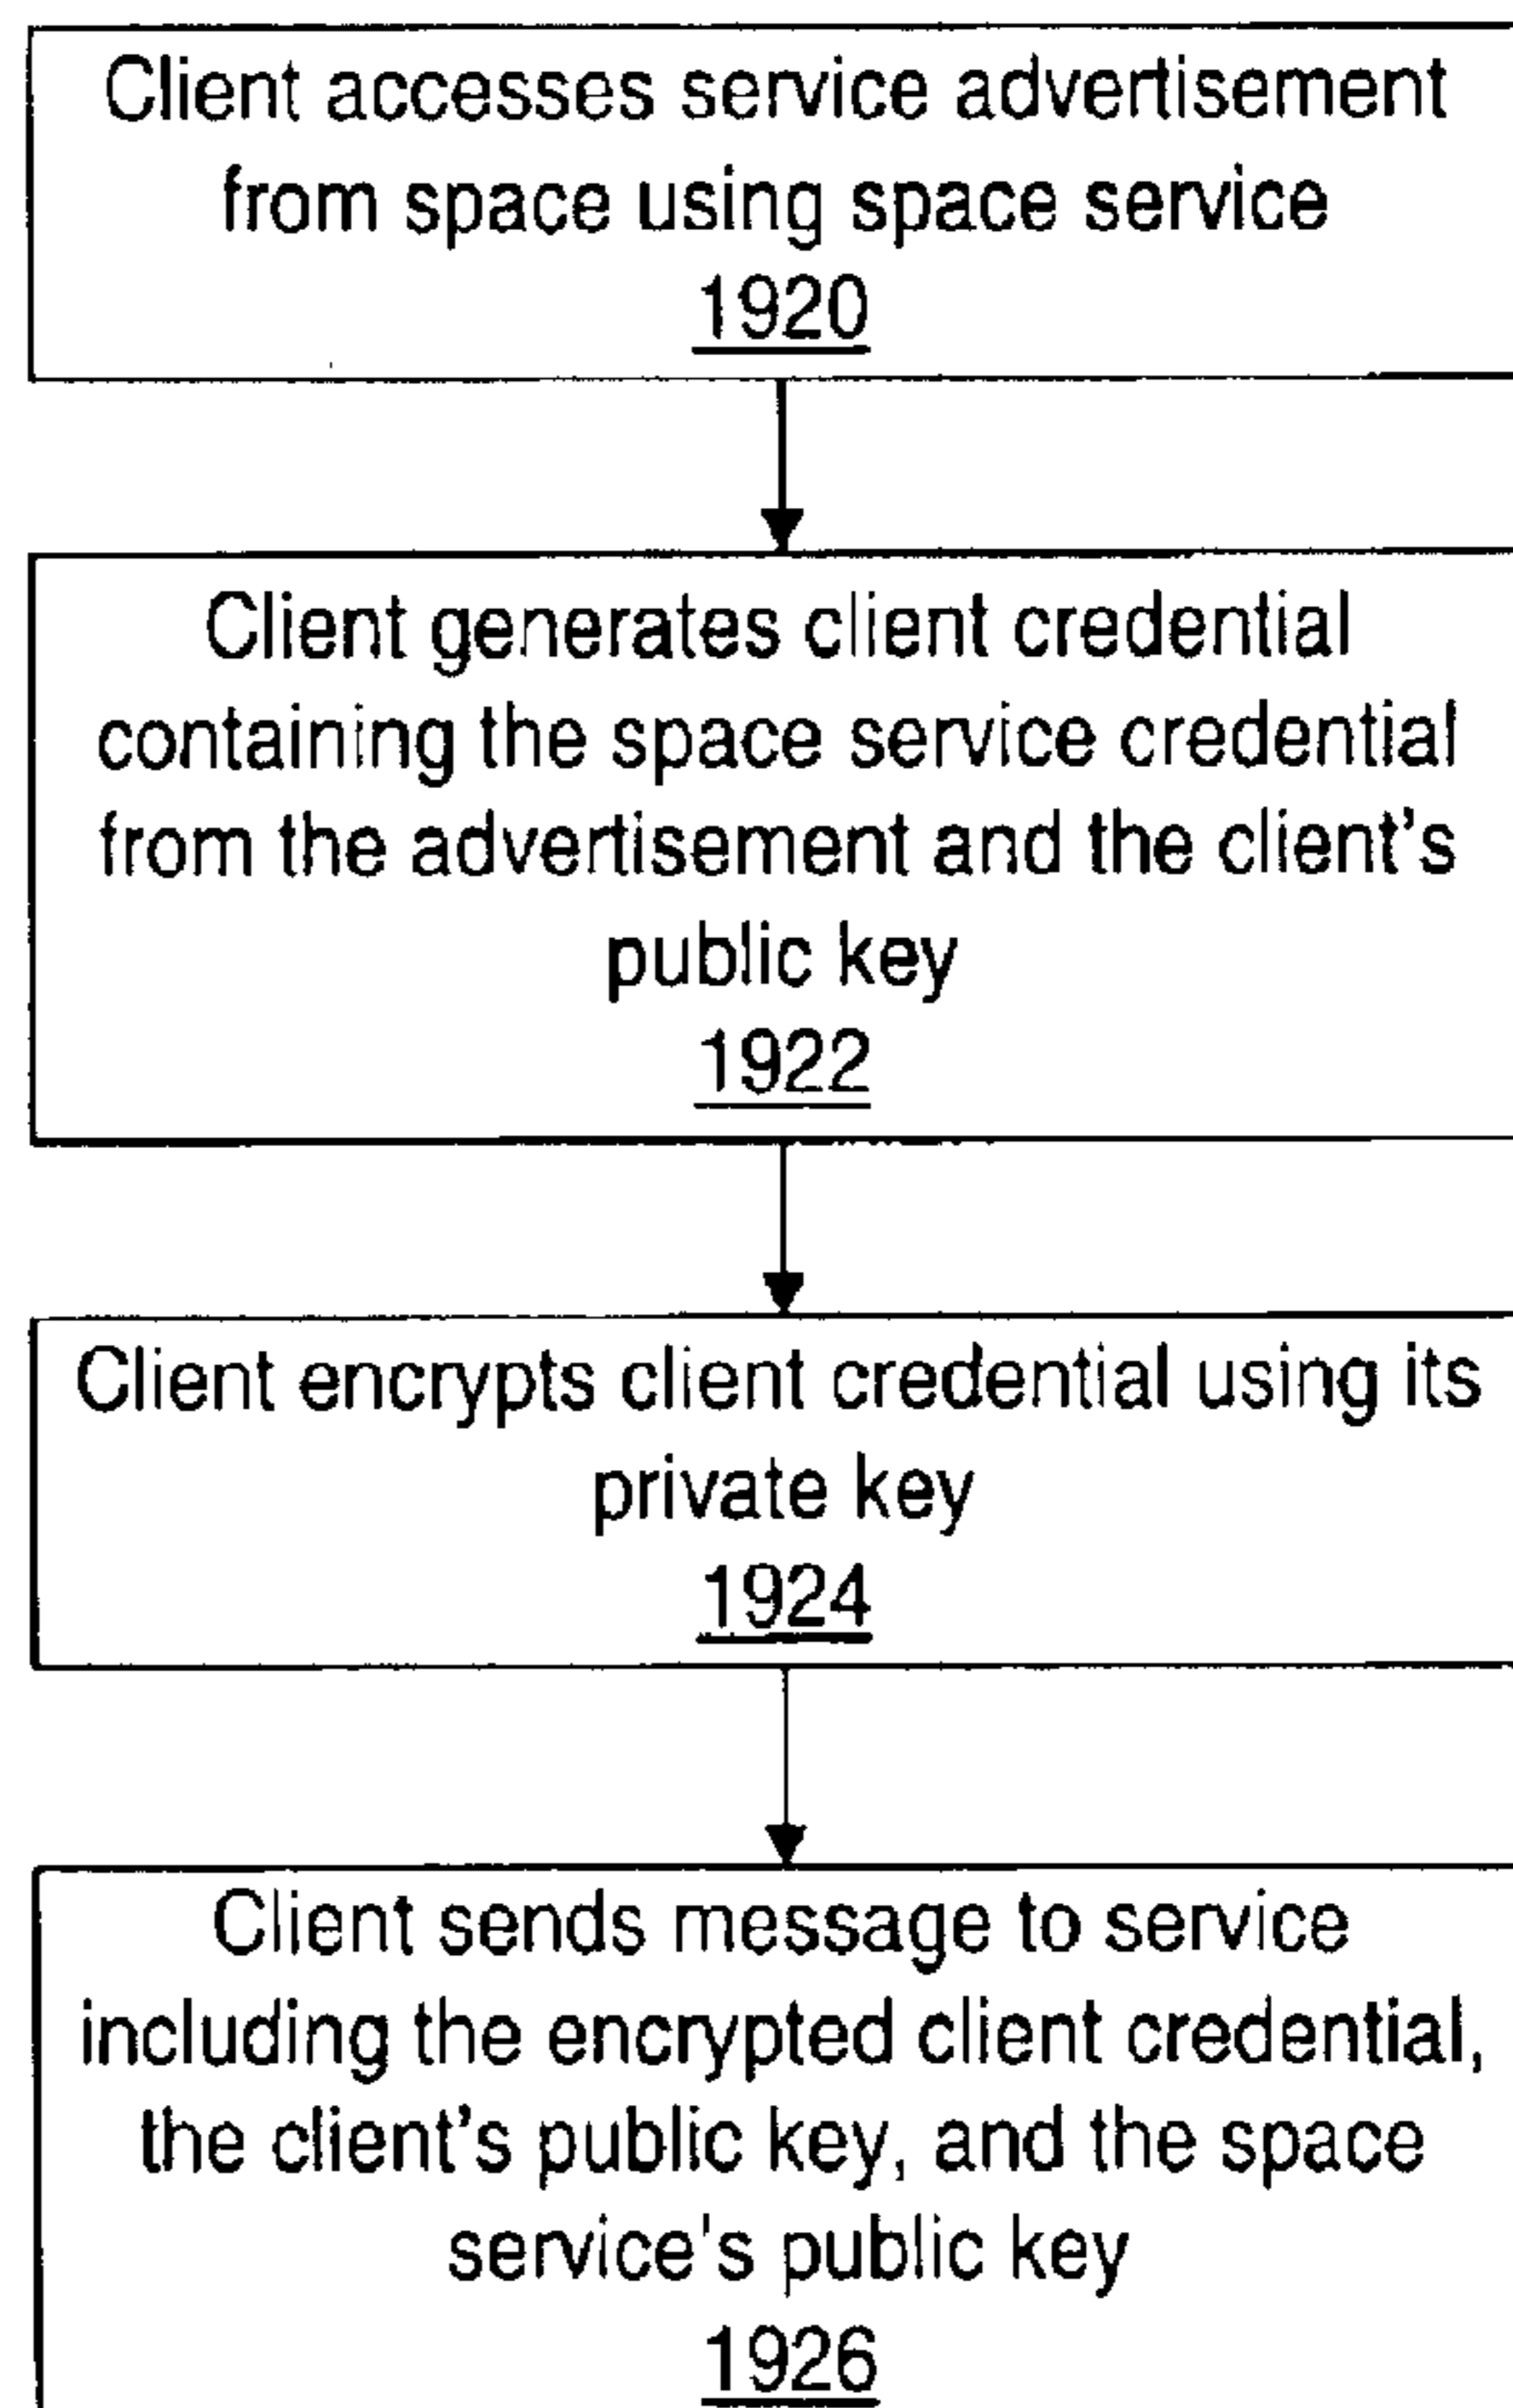 Client accesses service advertisement
from space using space service
1920
Client generates client credential
containing the space service credential
from the advertisement and the client's
public key
1922
Client encrypts client credential using its
private key
1924
Client sends message to service
including the encrypted client credential,
the client's public key, and the space
service's public key
1926